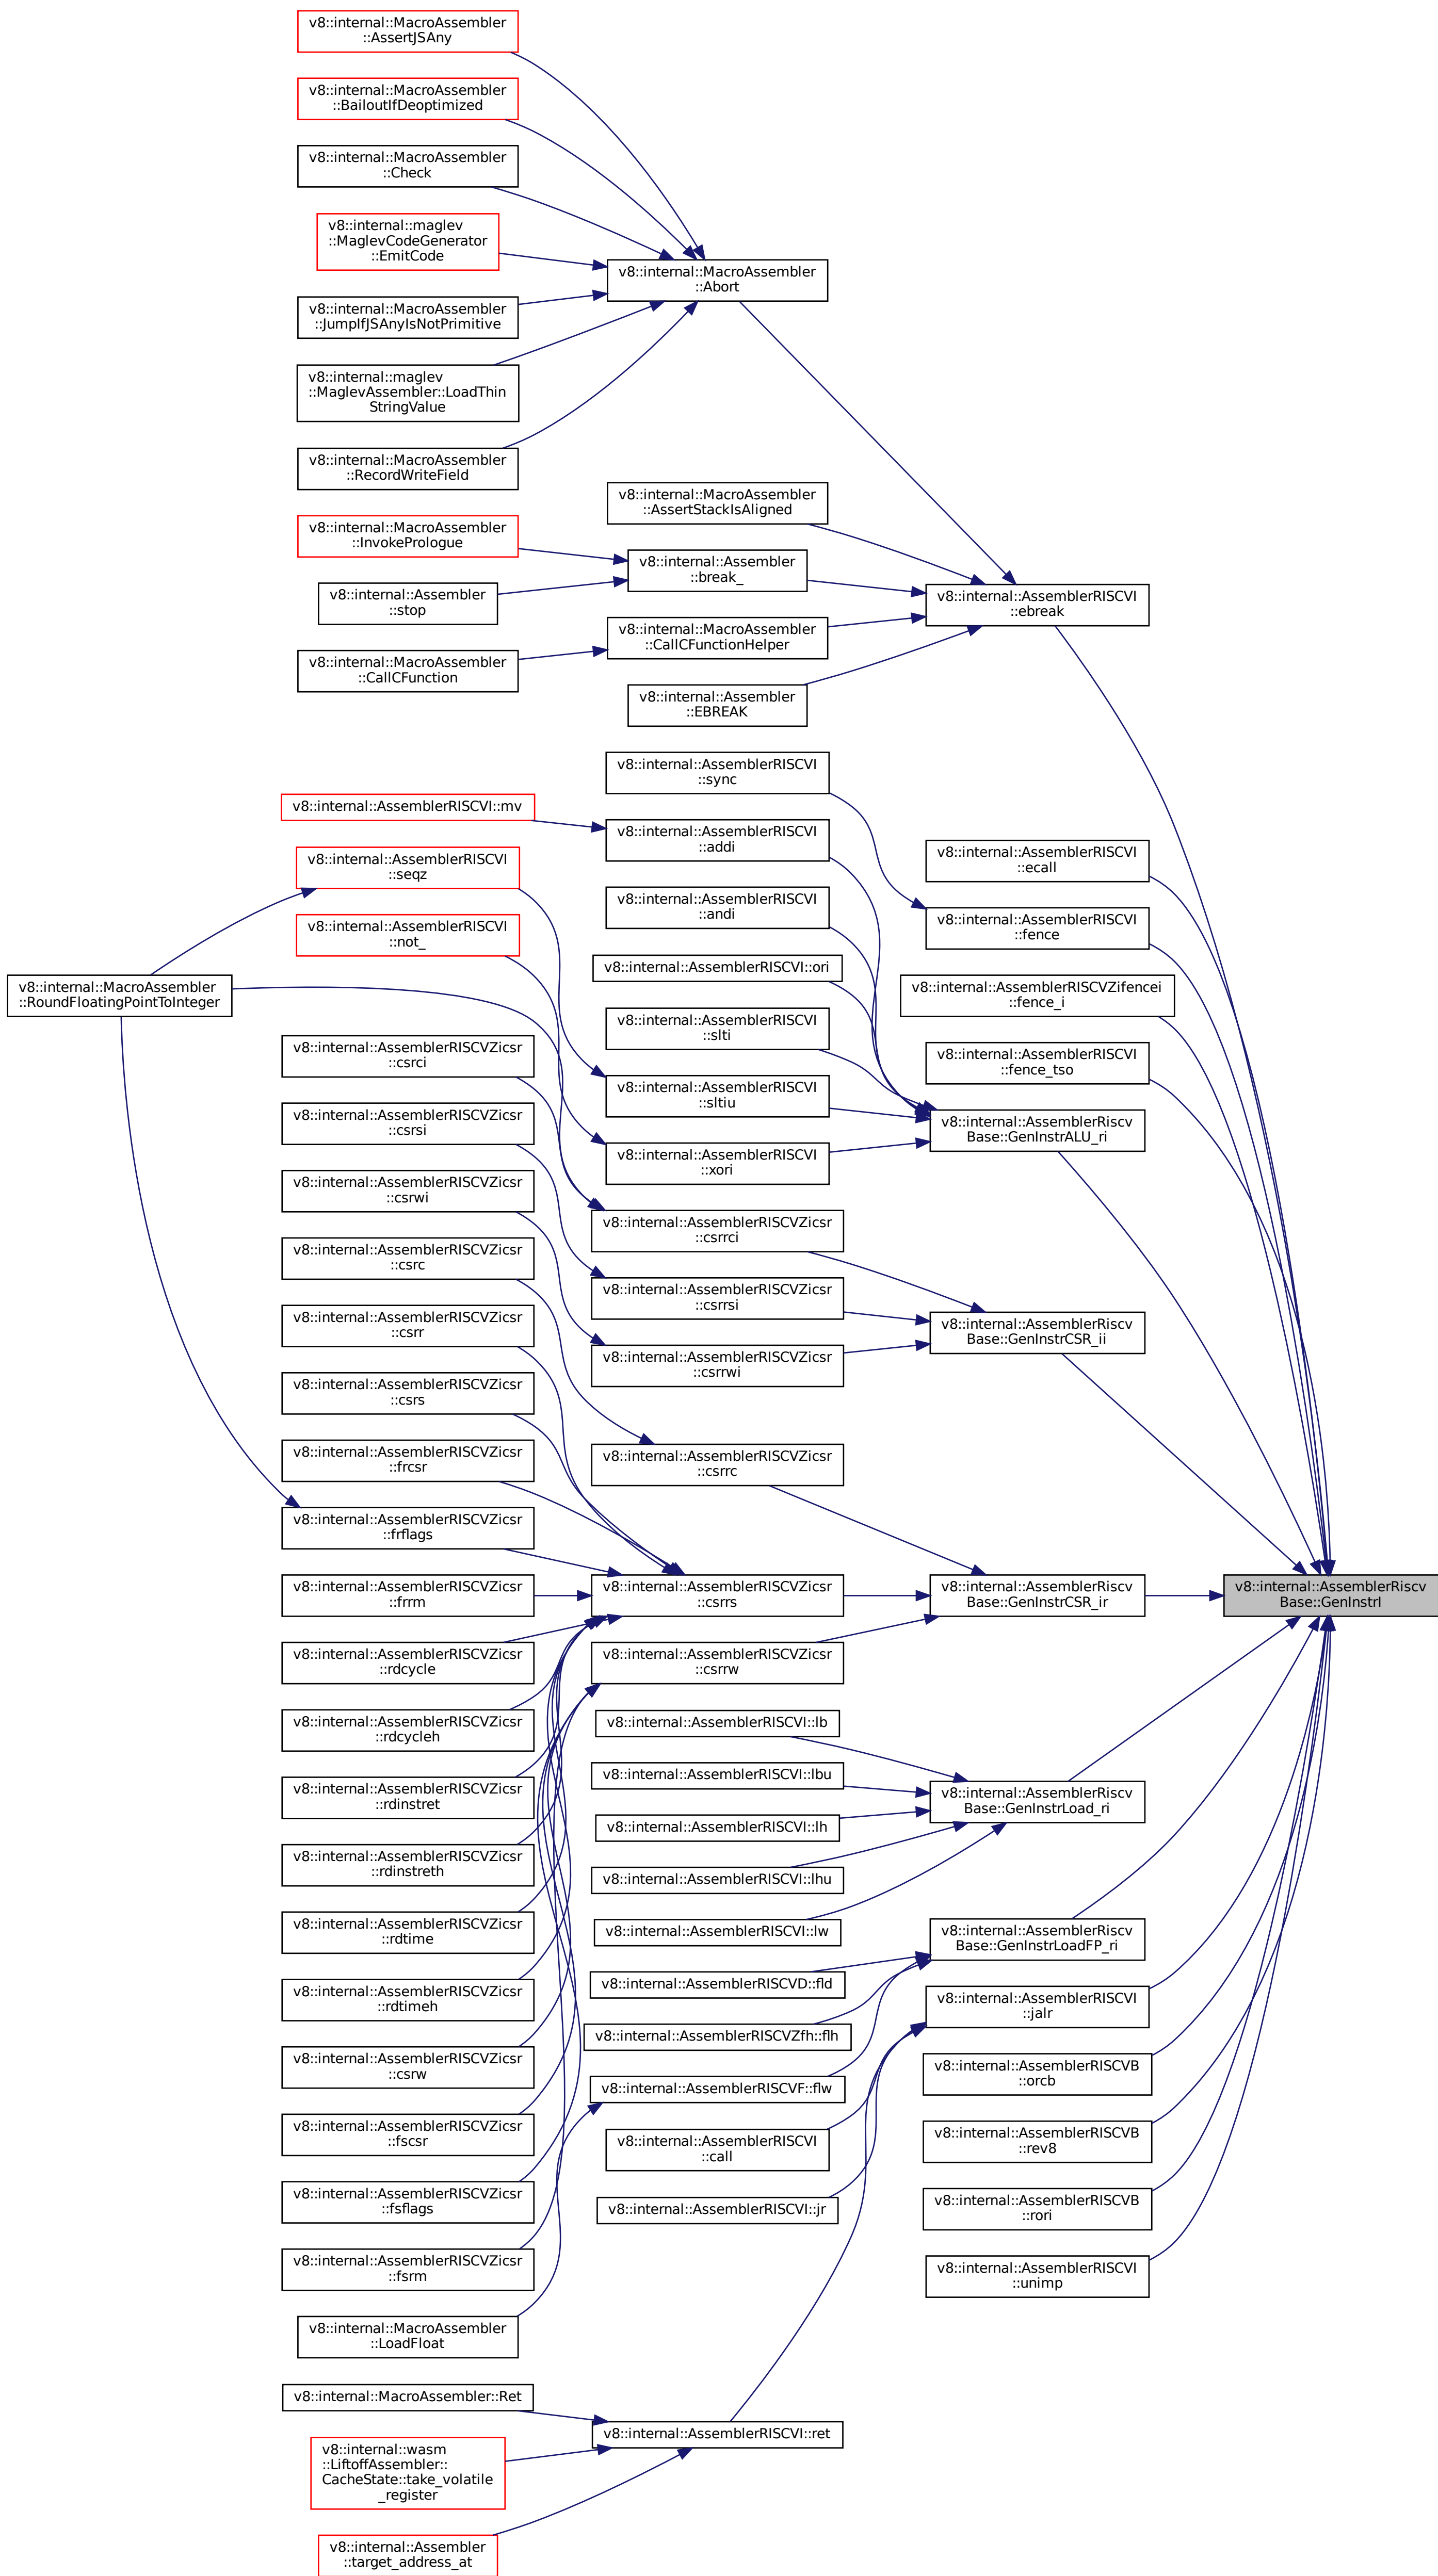 v8::internal::MacroAssembler
::AssertJSAny
v8::internal::MacroAssembler
::BailoutIfDeoptimized
v8::internal::MacroAssembler
::Check
v8::internal::maglev
::MaglevCodeGenerator
::EmitCode
v8::internal::MacroAssembler
::JumpIfJSAnyIsNotPrimitive
v8::internal::maglev
::MaglevAssembler::LoadThin
StringValue
v8::internal::MacroAssembler
::RecordWriteField
v8::internal::MacroAssembler
::InvokePrologue
v8::internal::Assembler
::stop
v8::internal::MacroAssembler
::CallCFunction
v8::internal::MacroAssembler
::Abort
v8::internal::MacroAssembler
::AssertStackIsAligned
v8::internal::Assembler
::break_
v8::internal::MacroAssembler
::CallCFunctionHelper
v8::internal::Assembler
::EBREAK
v8::internal::AssemblerRISCVI
::ebreak
v8::internal::AssemblerRISCVI
::sync
v8::internal::AssemblerRISCVI::mv
v8::internal::AssemblerRISCVI
::addi
v8::internal::AssemblerRISCVI
::seqz
v8::internal::AssemblerRISCVI
::andi
v8::internal::AssemblerRISCVI
::not_
v8::internal::AssemblerRISCVI::ori
v8::internal::MacroAssembler
::RoundFloatingPointToInteger
v8::internal::AssemblerRISCVI
::slti
v8::internal::AssemblerRISCVI
::sltiu
v8::internal::AssemblerRISCVI
::xori
v8::internal::AssemblerRISCVI
::ecall
v8::internal::AssemblerRISCVI
::fence
v8::internal::AssemblerRISCVZifencei
::fence_i
v8::internal::AssemblerRISCVI
::fence_tso
v8::internal::AssemblerRiscv
Base::GenInstrALU_ri
v8::internal::AssemblerRISCVZicsr
::csrci
v8::internal::AssemblerRISCVZicsr
::csrsi
v8::internal::AssemblerRISCVZicsr
::csrwi
v8::internal::AssemblerRISCVZicsr
::csrc
v8::internal::AssemblerRISCVZicsr
::csrr
v8::internal::AssemblerRISCVZicsr
::csrs
v8::internal::AssemblerRISCVZicsr
::frcsr
v8::internal::AssemblerRISCVZicsr
::frflags
v8::internal::AssemblerRISCVZicsr
::frrm
v8::internal::AssemblerRISCVZicsr
::rdcycle
v8::internal::AssemblerRISCVZicsr
::rdcycleh
v8::internal::AssemblerRISCVZicsr
::rdinstret
v8::internal::AssemblerRISCVZicsr
::rdinstreth
v8::internal::AssemblerRISCVZicsr
::rdtime
v8::internal::AssemblerRISCVZicsr
::rdtimeh
v8::internal::AssemblerRISCVZicsr
::csrw
v8::internal::AssemblerRISCVZicsr
::fscsr
v8::internal::AssemblerRISCVZicsr
::fsflags
v8::internal::AssemblerRISCVZicsr
::fsrm
v8::internal::MacroAssembler
::LoadFloat
v8::internal::MacroAssembler::Ret
v8::internal::wasm
::LiftoffAssembler::
CacheState::take_volatile
_register
v8::internal::Assembler
::target_address_at
v8::internal::AssemblerRISCVZicsr
::csrrci
v8::internal::AssemblerRISCVZicsr
::csrrsi
v8::internal::AssemblerRISCVZicsr
::csrrwi
v8::internal::AssemblerRISCVZicsr
::csrrc
v8::internal::AssemblerRISCVZicsr
::csrrs
v8::internal::AssemblerRISCVZicsr
::csrrw
v8::internal::AssemblerRISCVI::lb
v8::internal::AssemblerRISCVI::lbu
v8::internal::AssemblerRISCVI::lh
v8::internal::AssemblerRISCVI::lhu
v8::internal::AssemblerRISCVI::lw
v8::internal::AssemblerRISCVD::fld
v8::internal::AssemblerRISCVZfh::flh
v8::internal::AssemblerRISCVF::flw
v8::internal::AssemblerRISCVI
::call
v8::internal::AssemblerRISCVI::jr
v8::internal::AssemblerRISCVI::ret
v8::internal::AssemblerRiscv
Base::GenInstrCSR_ii
v8::internal::AssemblerRiscv
Base::GenInstrCSR_ir
v8::internal::AssemblerRiscv
Base::GenInstrLoad_ri
v8::internal::AssemblerRiscv
Base::GenInstrLoadFP_ri
v8::internal::AssemblerRISCVI
::jalr
v8::internal::AssemblerRISCVB
::orcb
v8::internal::AssemblerRISCVB
::rev8
v8::internal::AssemblerRISCVB
::rori
v8::internal::AssemblerRISCVI
::unimp
v8::internal::AssemblerRiscv
Base::GenInstrI